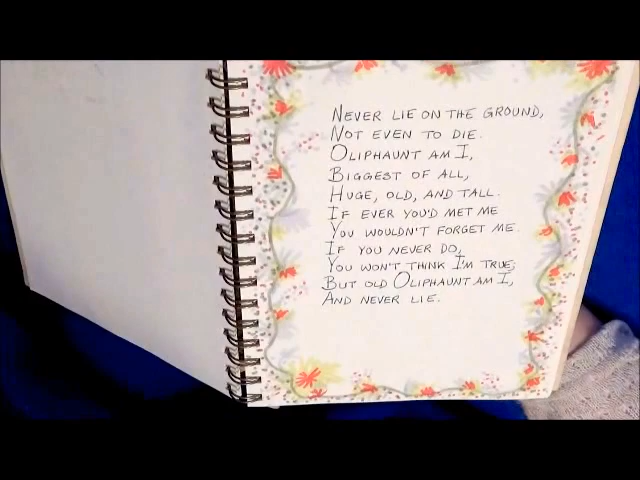 Never lie on the ground,
Not even to die.
Oliphaunt am I,
Biggest of all,
Huge, old, and tall.
If ever you'd met me
You wouldn't forget me.
If you never do,
You won't think I'm true;
But old Oliphaunt am I,
And never lie.